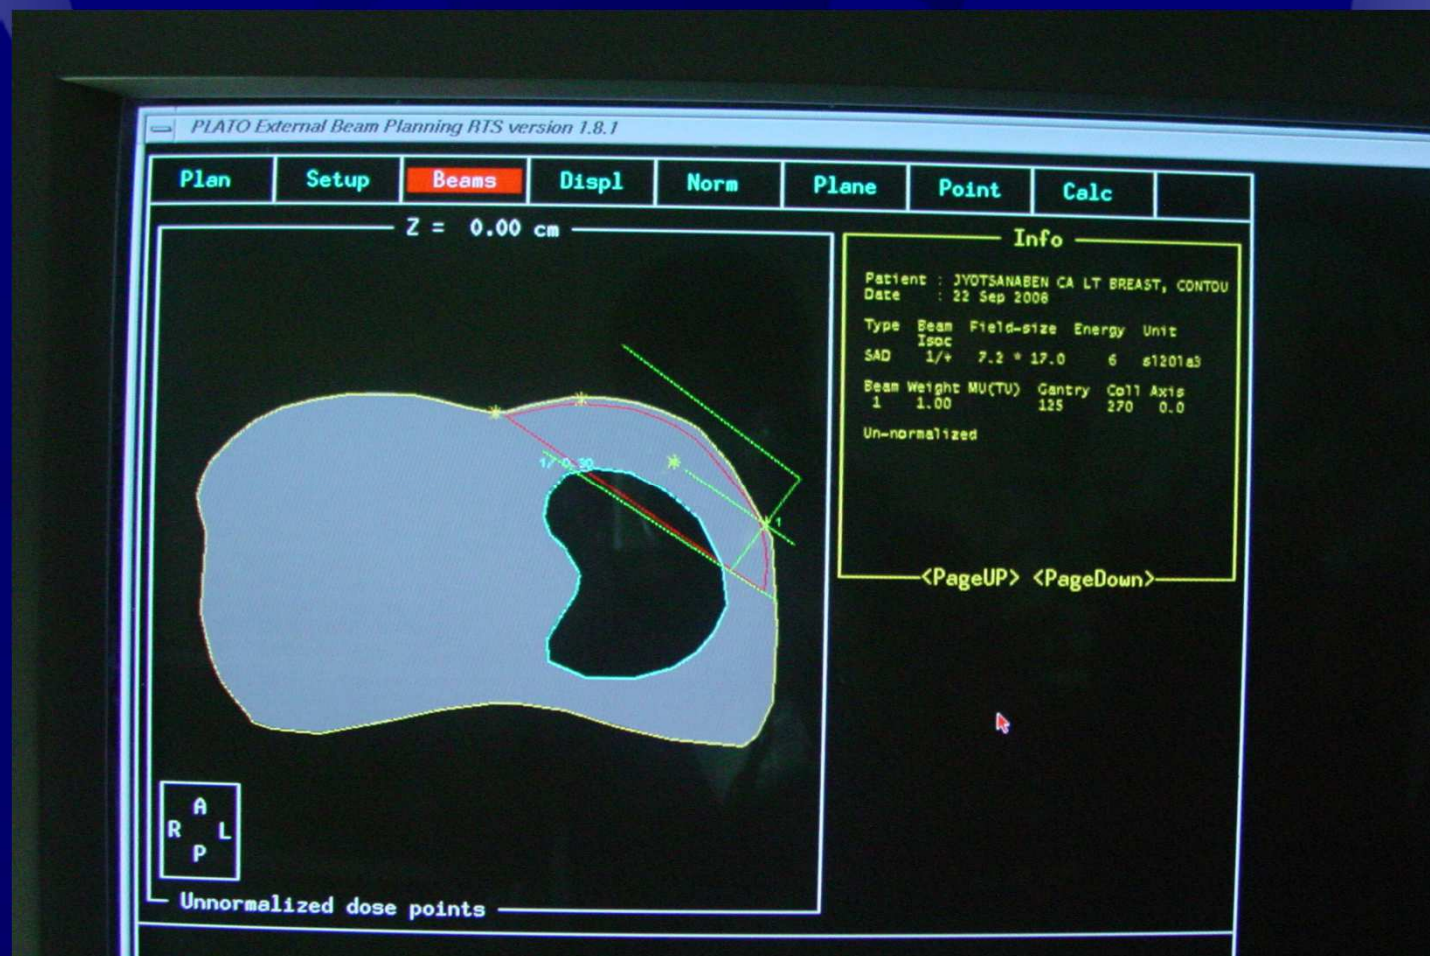 PLATO External Beam Planning RTS version 1.8.1
Plan Setup Beams Displ Norm Plane Point Calc
Z = 0.00 cm
Info
Patient : JYOTSANABEN CA LT BREAST, CONTOU
Date : 22 Sep 2008
Type Beam Field-size Energy Unit
Isoc
SAD 1/+ 7.2 * 17.0 6 s1201a3
Beam Weight MU(TU) Gantry Coll Axis
1 1.00 125 270 0.0
Un-normalized
1
<PageUP> <PageDown>
A
R L
P
Unnormalized dose points